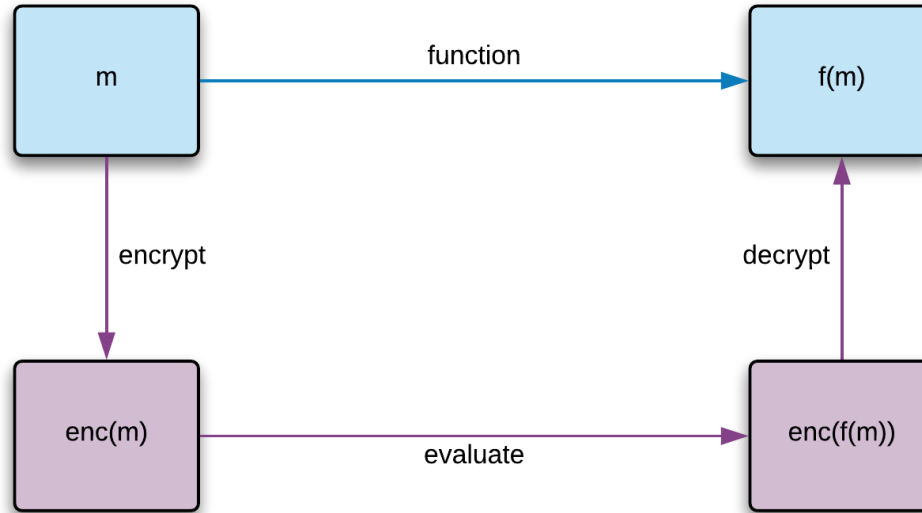 function
m
f(m)
encrypt
decrypt
enc(m)
enc(f(m))
evaluate